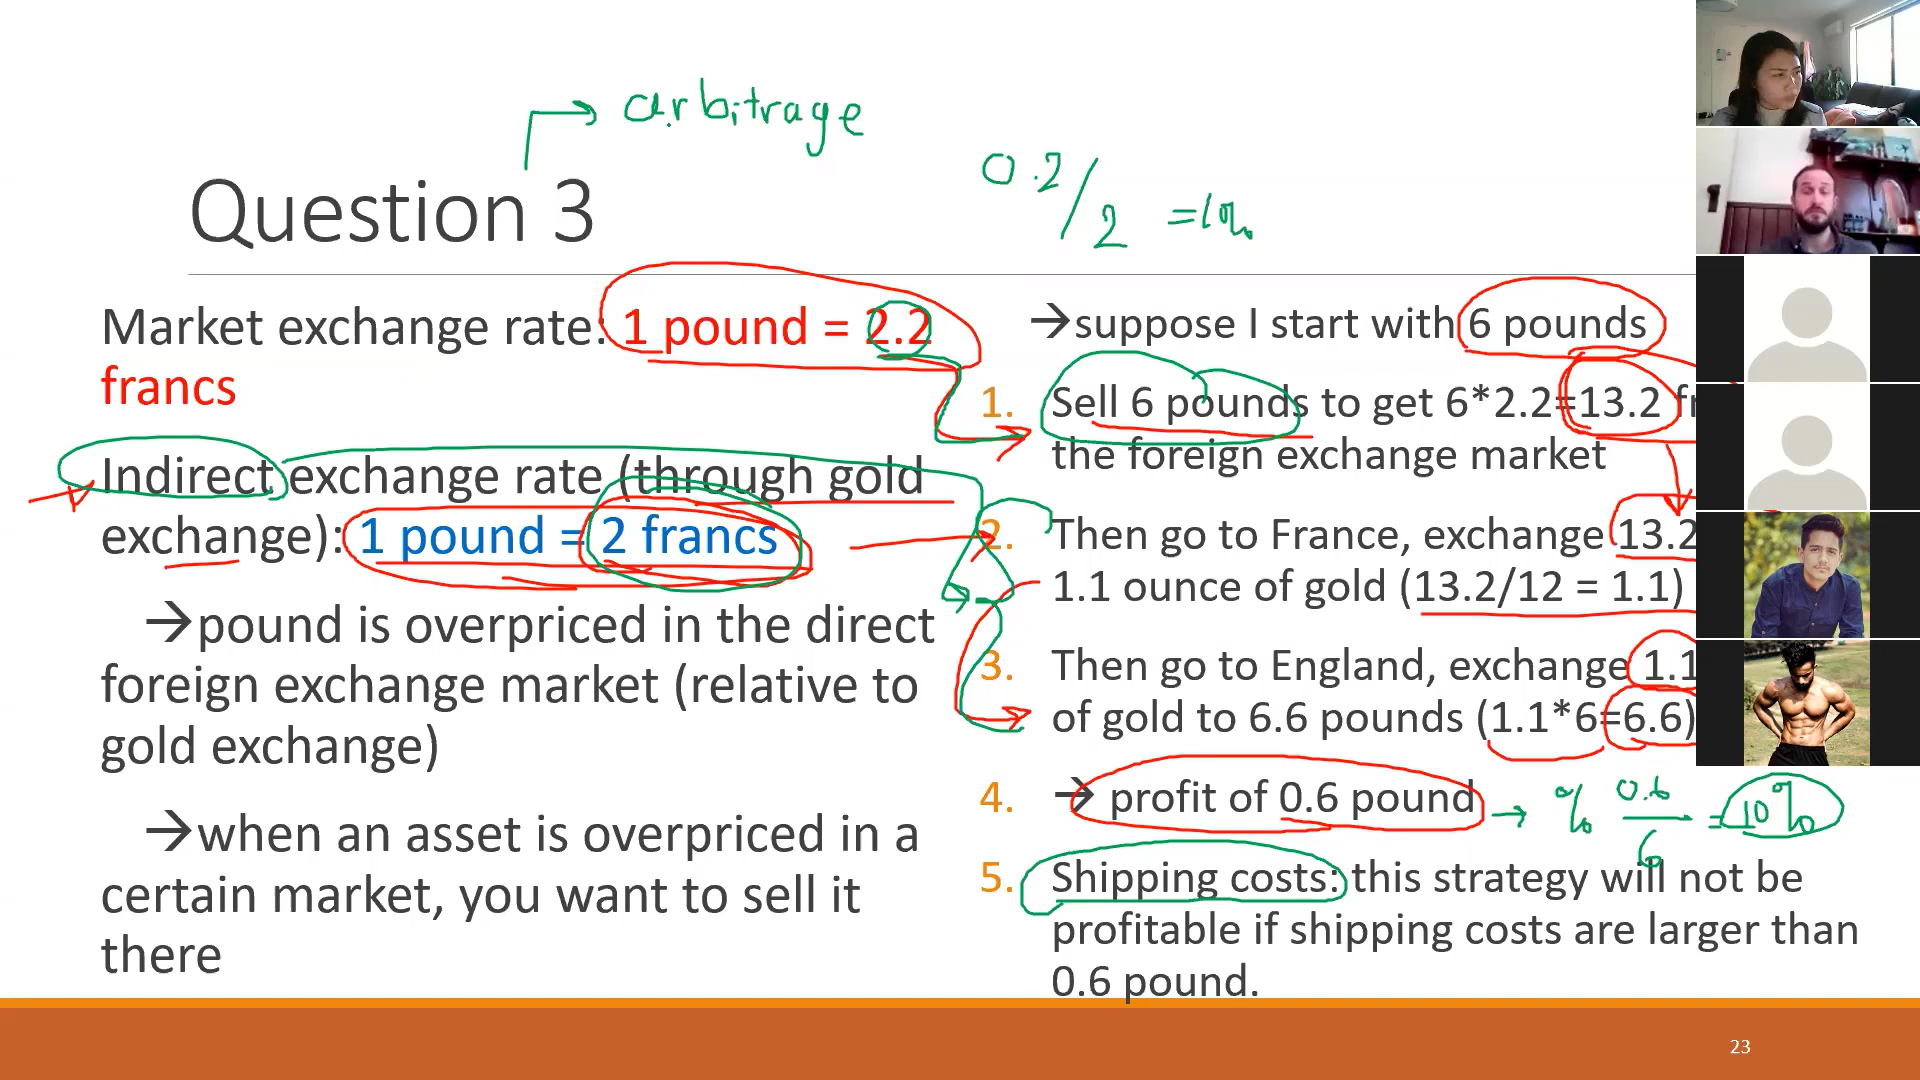 arbitrage
0.2/2 =10%
Question 3
Market exchange rate: 1 pound = 2.2
francs
Indirect exchange rate (through gold
exchange): 1 pound = 2 francs
→pound is overpriced in the direct
foreign exchange market (relative to
gold exchange)
→when an asset is overpriced in a
certain market, you want to sell it
there
→suppose I start with 6 pounds
1. Sell 6 pounds to get 6*2.2=13.2 fr
the foreign exchange market
2. Then go to France, exchange 13.2
1.1 ounce of gold (13.2/12 = 1.1)
3. Then go to England, exchange 1.1
of gold to 6.6 pounds (1.1*6=6.6)
4. → profit of 0.6 pound → % 0.6/6 = 10%
5. Shipping costs: this strategy will not be
profitable if shipping costs are larger than
0.6 pound.
23